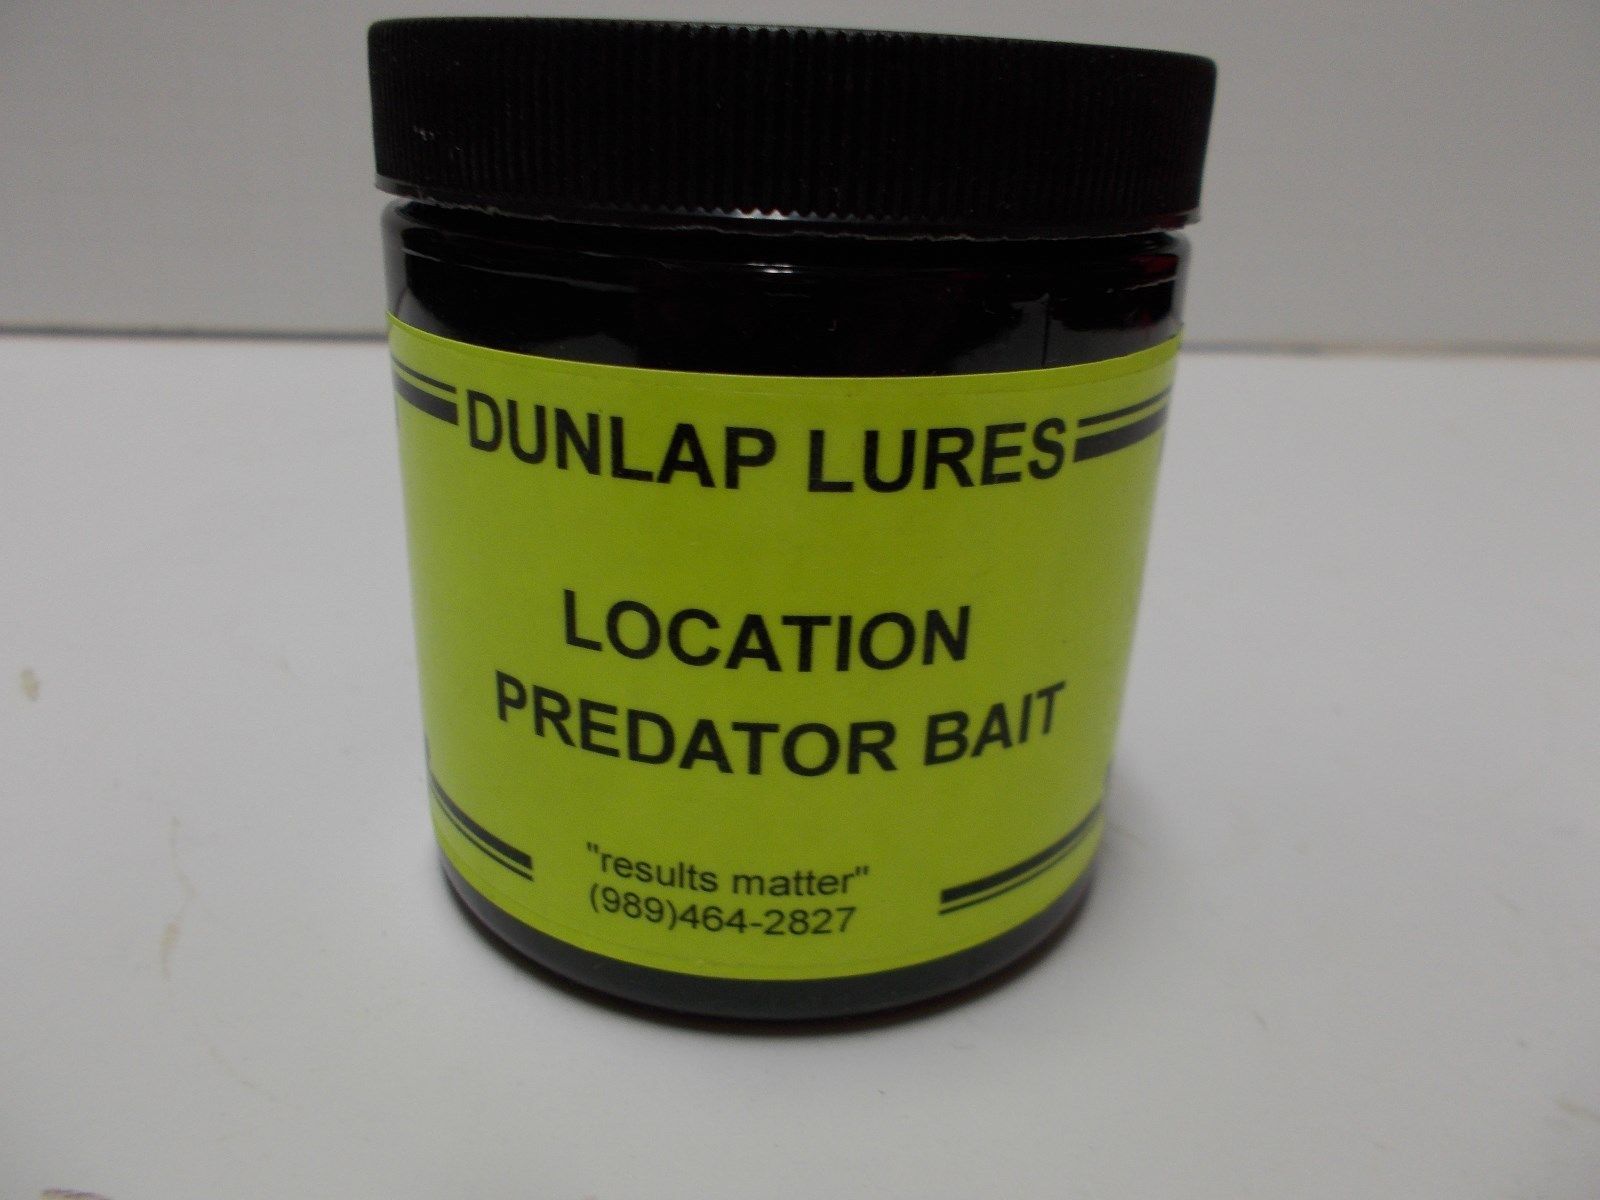 DUNLAP LURES
LOCATION
PREDATOR BAIT
"results matter"
(989)464-2827